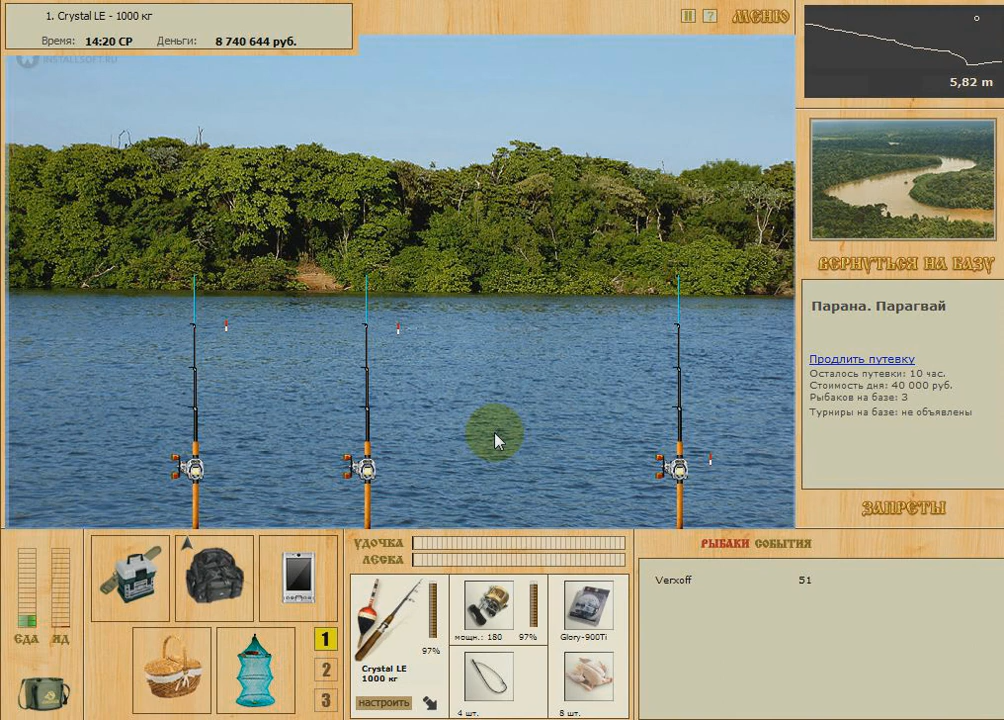 1. Crystal LE - 1000 кг
Время: 14:20 СР Деньги: 8 740 644 руб.
INSTALLSOFT.RU
?
МЕНЮ
5,82 m
ВЕРНУТЬСЯ НА БАЗУ
Парана. Парагвай
Продлить путевку
Осталось путевки: 10 час.
Стоимость дня: 40 000 руб.
Рыбаков на базе: 3
Турниры на базе: не объявлены
ЗАПРЕТЫ
ЕДА
1
2
3
УДОЧКА
ЛЕСКА
97%
Crystal LE
1000 кг
настроить
мощн.: 180 97%
Glory-900Ti
4 шт.
8 шт.
РЫБАКИ СОБЫТИЯ
Verxoff 51